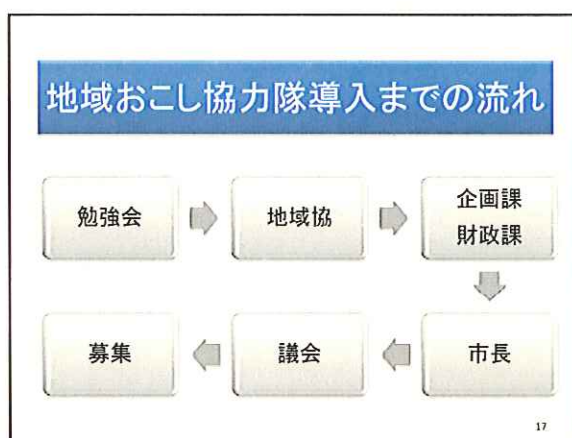 地域おこし協力隊導入までの流れ
勉強会
地域協
企画課
財政課
市長
議会
募集
17